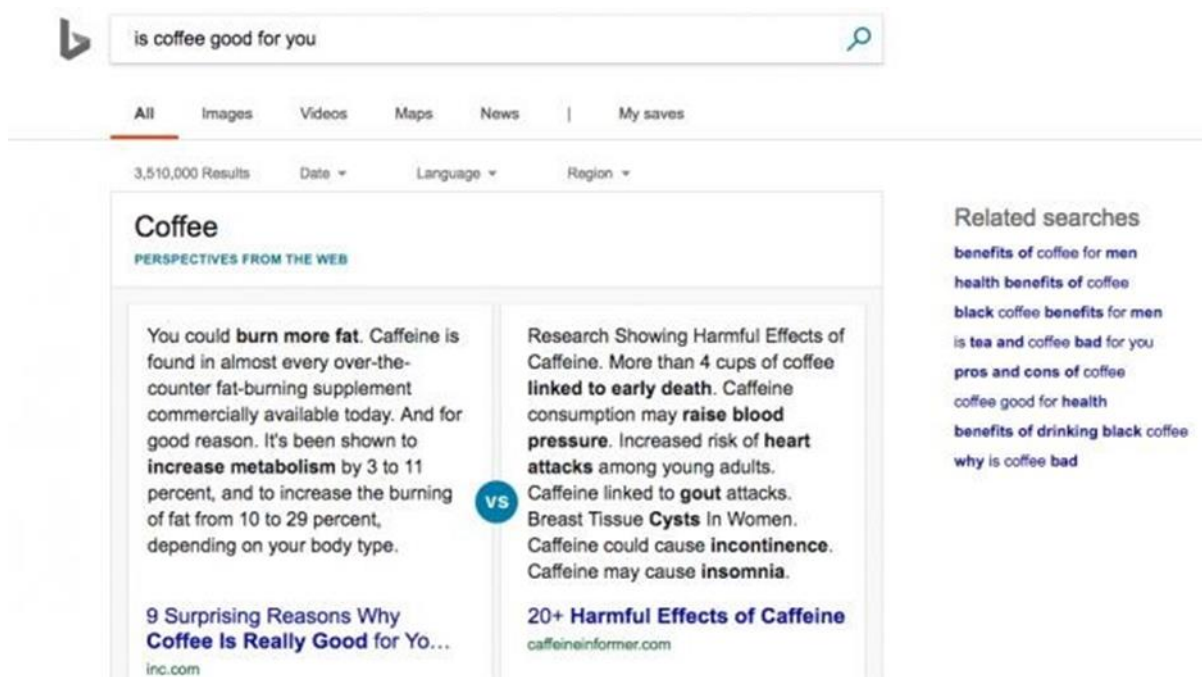 is coffee good for you
All Images Videos Maps News | My saves
3,510,000 Results Date Language Region
Coffee
PERSPECTIVES FROM THE WEB
You could burn more fat. Caffeine is
found in almost every over-the-
counter fat-burning supplement
commercially available today. And for
good reason. It's been shown to
increase metabolism by 3 to 11
percent, and to increase the burning
of fat from 10 to 29 percent,
depending on your body type.
9 Surprising Reasons Why
Coffee Is Really Good for Yo...
inc.com
vs
Research Showing Harmful Effects of
Caffeine. More than 4 cups of coffee
linked to early death. Caffeine
consumption may raise blood
pressure. Increased risk of heart
attacks among young adults.
Caffeine linked to gout attacks.
Breast Tissue Cysts In Women.
Caffeine could cause incontinence.
Caffeine may cause insomnia.
20+ Harmful Effects of Caffeine
caffeineinformer.com
Related searches
benefits of coffee for men
health benefits of coffee
black coffee benefits for men
is tea and coffee bad for you
pros and cons of coffee
coffee good for health
benefits of drinking black coffee
why is coffee bad